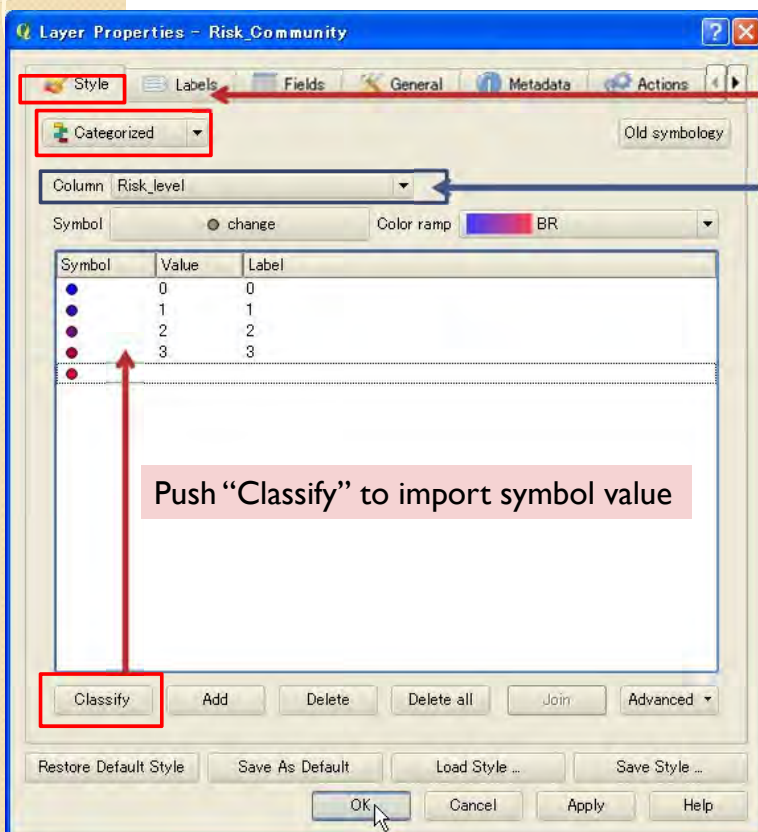 Layer Properties - Risk_Community
Style Labels Fields General Metadata Actions
Categorized Old symbology
Column Risk_level
Symbol change Color ramp BR
Symbol Value Label
0 0
1 1
2 2
3 3
Push “Classify” to import symbol value
Classify Add Delete Delete all Join Advanced
Restore Default Style Save As Default Load Style ... Save Style ...
OK Cancel Apply Help